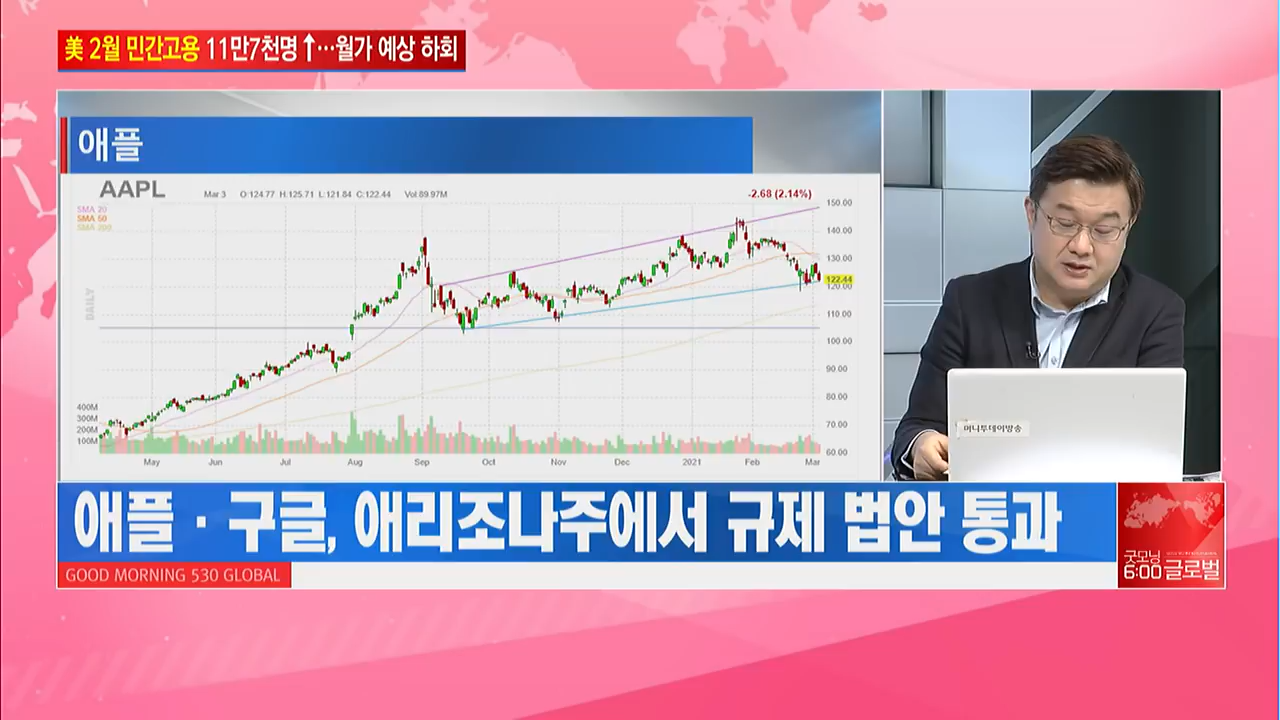 美 2월 민간고용 11만7천명↑…월가 예상 하회
애플
AAPL
Mar 3 O:124.77 H:125.71 L:121.84 C:122.44 Vol 89.97M
-2.68 (2.14%)
SMA 20
SMA 50
SMA 200
DAILY
150.00
140.00
130.00
122.44
120.00
110.00
100.00
90.00
80.00
70.00
60.00
400M
300M
200M
100M
May Jun Jul Aug Sep Oct Nov Dec 2021 Feb Mar
머니투데이방송
애플·구글, 애리조나주에서 규제 법안 통과
GOOD MORNING 530 GLOBAL
굿모닝
6:00 글로벌